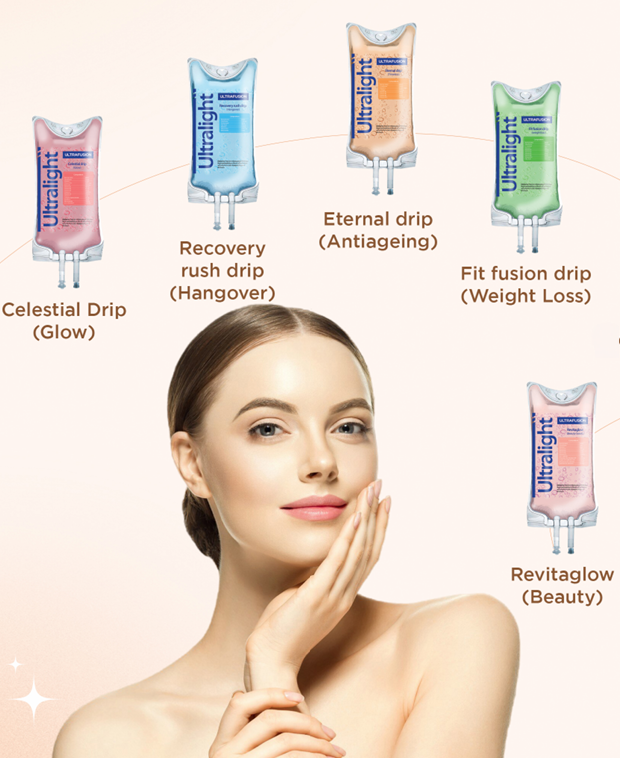 Ultralight
ULTRAFUSION
Celestial Drip
(Glow)
Ultralight
ULTRAFUSION
Recovery
rush drip
(Hangover)
Ultralight
ULTRAFUSION
Eternal drip
(Antiageing)
Ultralight
ULTRAFUSION
Fit fusion drip
(Weight Loss)
Ultralight
ULTRAFUSION
Revitaglow
(Beauty)